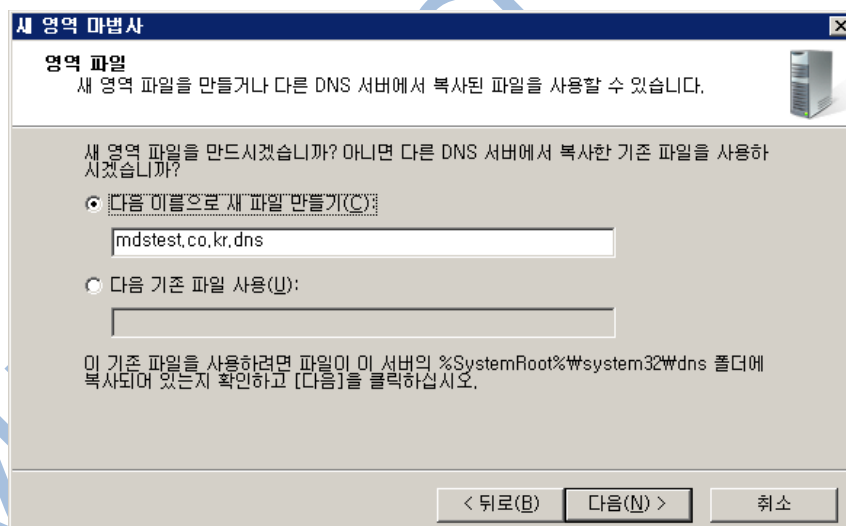 새 영역 마법사
영역 파일
새 영역 파일을 만들거나 다른 DNS 서버에서 복사된 파일을 사용할 수 있습니다.
새 영역 파일을 만드시겠습니까? 아니면 다른 DNS 서버에서 복사한 기존 파일을 사용하
시겠습니까?
다음 이름으로 새 파일 만들기(C):
mdstest.co.kr.dns
다음 기존 파일 사용(U):
이 기존 파일을 사용하려면 파일이 이 서버의 %SystemRoot%₩system32₩dns 폴더에
복사되어 있는지 확인하고 [다음]을 클릭하십시오.
< 뒤로(B) 다음(N) > 취소